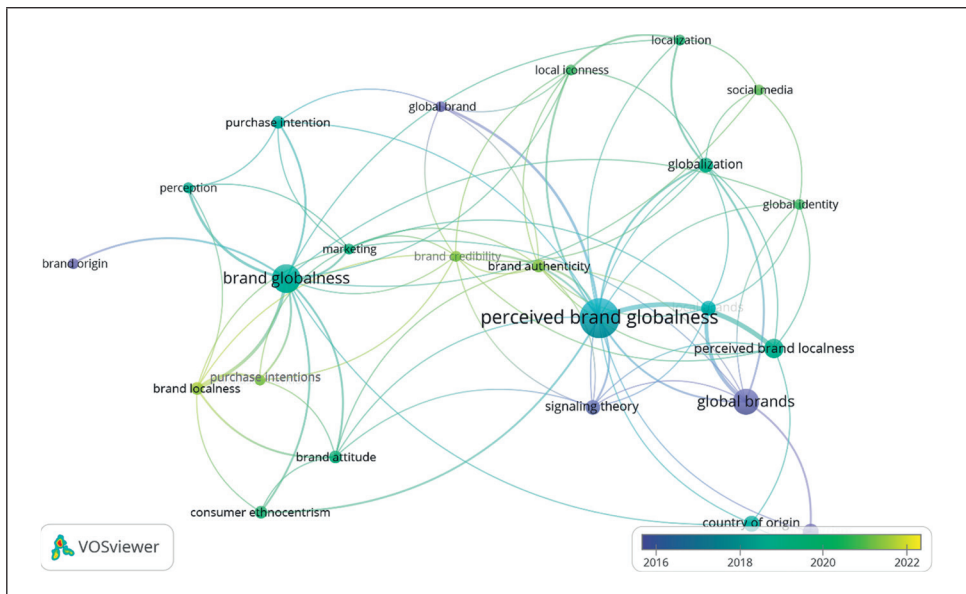 localization
local iconness
social media
global brand
purchase intention
globalization
perception
global identity
marketing
brand credibility
brand origin
brand authenticity
brand globalness
perceived brand globalness
perceived brand localness
purchase intentions
brand localness
global brands
signaling theory
brand attitude
consumer ethnocentrism
country of origin
VOSviewer
2016 2018 2020 2022